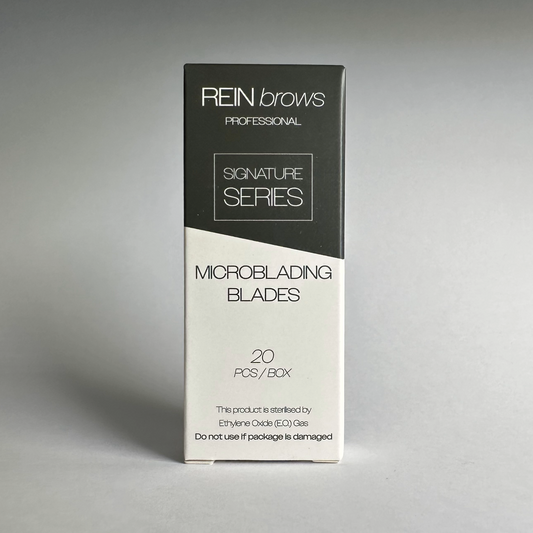 REIN brows
PROFESSIONAL
SIGNATURE
SERIES
MICROBLADING
BLADES
20
PCS / BOX
This product is sterilised by
Ethylene Oxide (E.O.) Gas
Do not use if package is damaged